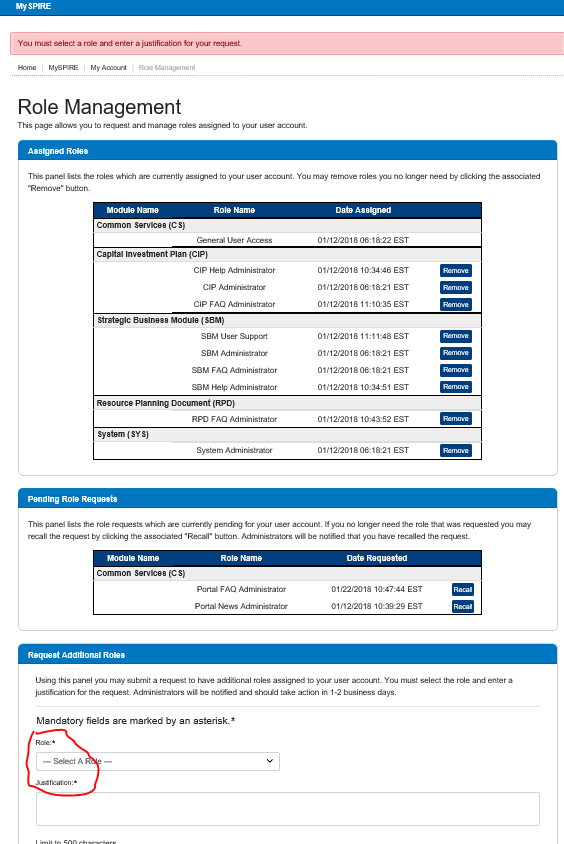 MySPIRE
You must select a role and enter a justification for your request.
Home | MySPIRE | My Account | Role Management
Role Management
This page allows you to request and manage roles assigned to your user account.
Assigned Roles
This panel lists the roles which are currently assigned to your user account. You may remove roles you no longer need by clicking the associated
"Remove" button.
Module Name Role Name Date Assigned
Common Services (CS)
General User Access 01/12/2018 06:18:22 EST
Capital Investment Plan (CIP)
CIP Help Administrator 01/12/2018 10:34:46 EST Remove
CIP Administrator 01/12/2018 06:18:21 EST Remove
CIP FAQ Administrator 01/12/2018 11:10:35 EST Remove
Strategic Business Module (SBM)
SBM User Support 01/12/2018 11:11:48 EST Remove
SBM Administrator 01/12/2018 06:18:21 EST Remove
SBM FAQ Administrator 01/12/2018 06:18:21 EST Remove
SBM Help Administrator 01/12/2018 10:34:51 EST Remove
Resource Planning Document (RPD)
RPD FAQ Administrator 01/12/2018 10:43:52 EST Remove
System (SYS)
System Administrator 01/12/2018 06:18:21 EST Remove
Pending Role Requests
This panel lists the role requests which are currently pending for your user account. If you no longer need the role that was requested you may
recall the request by clicking the associated "Recall" button. Administrators will be notified that you have recalled the request.
Module Name Role Name Date Requested
Common Services (CS)
Portal FAQ Administrator 01/22/2018 10:47:44 EST Recall
Portal News Administrator 01/12/2018 10:39:29 EST Recall
Request Additional Roles
Using this panel you may submit a request to have additional roles assigned to your user account. You must select the role and enter a
justification for the request. Administrators will be notified and should take action in 1-2 business days.
Mandatory fields are marked by an asterisk.*
Role:*
--- Select A Role ---
Justification:*
Limit to 500 characters